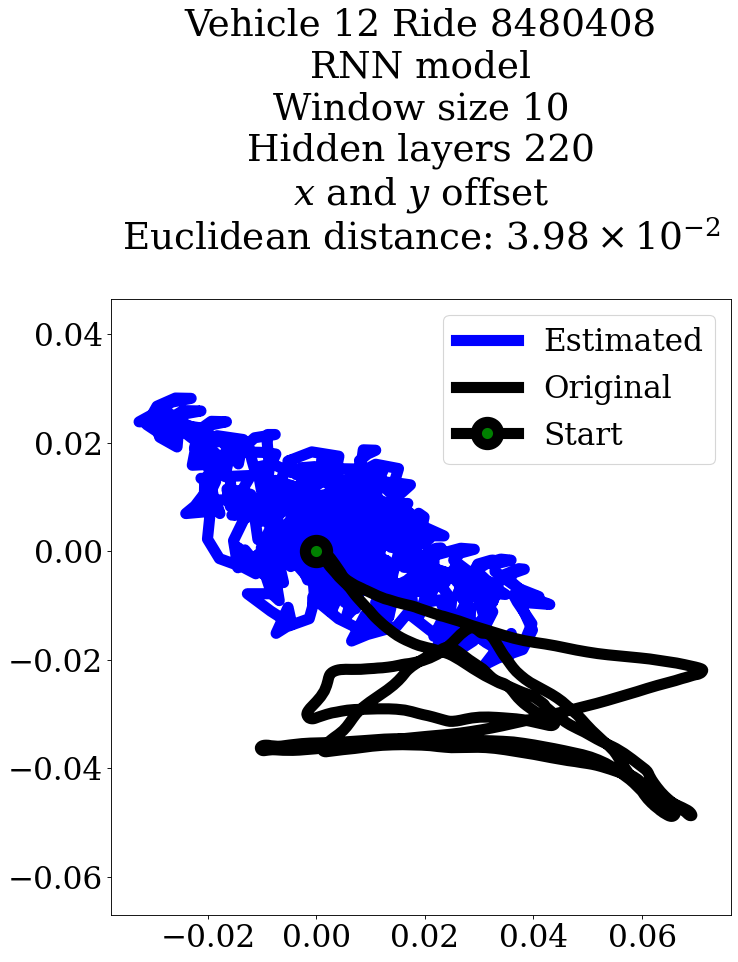 Vehicle 12 Ride 8480408
RNN model
Window size 10
Hidden layers 220
x and y offset
Euclidean distance: 3.98 × 10⁻²
Estimated
Original
Start
0.04
0.02
0.00
−0.02
−0.04
−0.06
−0.02 0.00 0.02 0.04 0.06